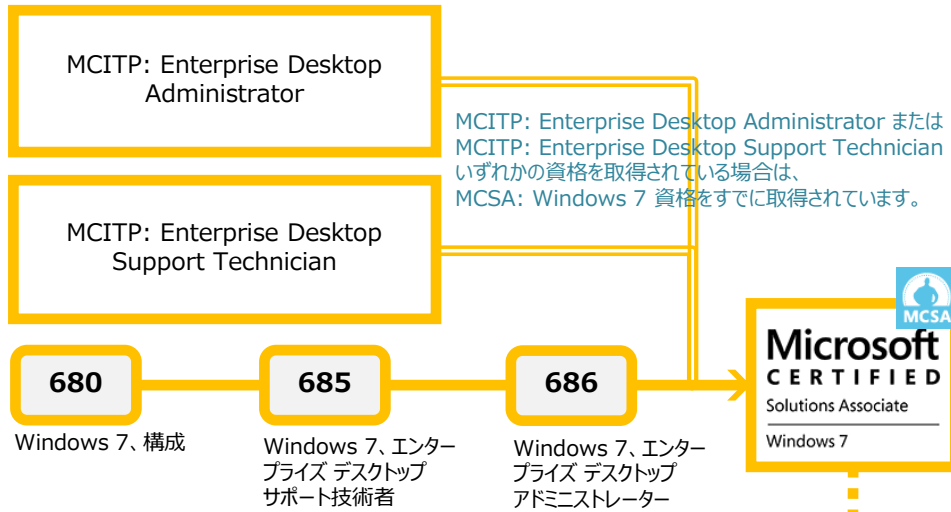 MCITP: Enterprise Desktop
Administrator
MCITP: Enterprise Desktop Administrator または
MCITP: Enterprise Desktop Support Technician
いずれかの資格を取得されている場合は、
MCSA: Windows 7 資格をすでに取得されています。
MCITP: Enterprise Desktop
Support Technician
MCSA
Microsoft
CERTIFIED
Solutions Associate
Windows 7
680
685
686
Windows 7、構成
Windows 7、エンター
プライズ デスクトップ
サポート技術者
Windows 7、エンター
プライズ デスクトップ
アドミニストレーター